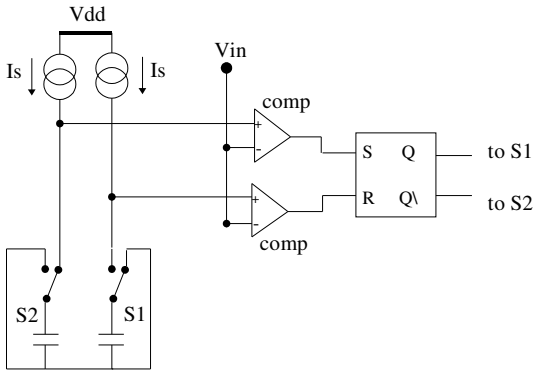 Vdd
Is
Is
Vin
comp
+
-
S Q
to S1
+
-
R Q\
to S2
comp
S2
S1